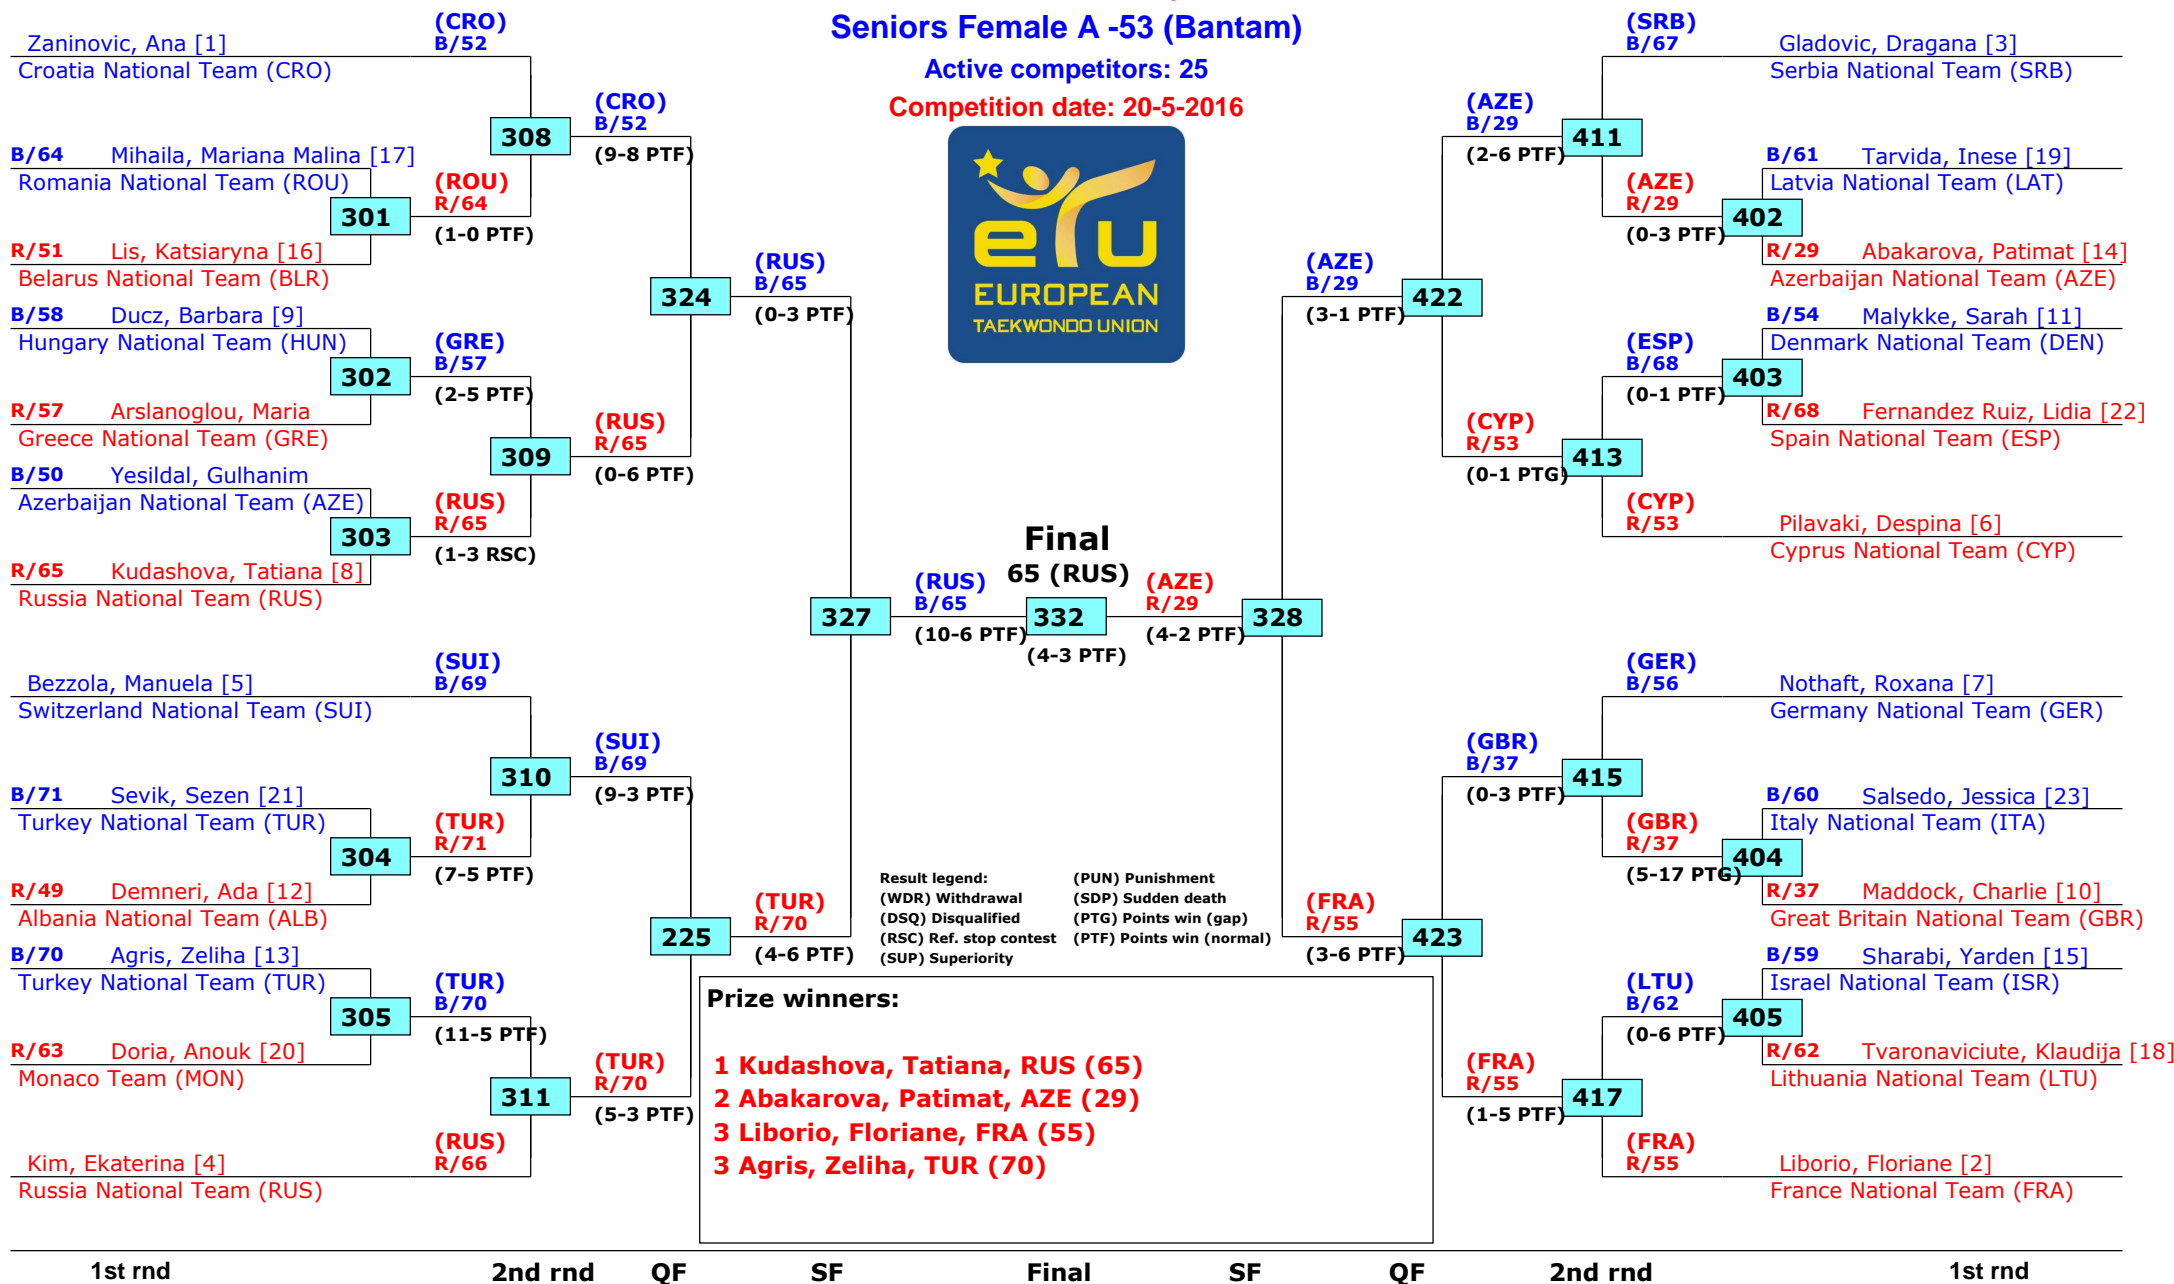 Seniors Female A -53 (Bantam)
Active competitors: 25
Competition date: 20-5-2016
eTU
EUROPEAN
TAEKWONDO UNION
(CRO)
B/52
Zaninovic, Ana [1]
Croatia National Team (CRO)
B/64 Mihaila, Mariana Malina [17]
Romania National Team (ROU)
301
(ROU)
R/64
(1-0 PTF)
R/51 Lis, Katsiaryna [16]
Belarus National Team (BLR)
308
(CRO)
B/52
(9-8 PTF)
B/58 Ducz, Barbara [9]
Hungary National Team (HUN)
302
(GRE)
B/57
(2-5 PTF)
R/57 Arslanoglou, Maria
Greece National Team (GRE)
309
(RUS)
R/65
(0-6 PTF)
B/50 Yesildal, Gulhanim
Azerbaijan National Team (AZE)
303
(RUS)
R/65
(1-3 RSC)
R/65 Kudashova, Tatiana [8]
Russia National Team (RUS)
324
(RUS)
B/65
(0-3 PTF)
Bezzola, Manuela [5]
Switzerland National Team (SUI)
(SUI)
B/69
310
(SUI)
B/69
(9-3 PTF)
B/71 Sevik, Sezen [21]
Turkey National Team (TUR)
304
(TUR)
R/71
(7-5 PTF)
R/49 Demneri, Ada [12]
Albania National Team (ALB)
225
(TUR)
R/70
(4-6 PTF)
B/70 Agris, Zeliha [13]
Turkey National Team (TUR)
305
(TUR)
B/70
(11-5 PTF)
R/63 Doria, Anouk [20]
Monaco Team (MON)
311
(TUR)
R/70
(5-3 PTF)
(RUS)
R/66
Kim, Ekaterina [4]
Russia National Team (RUS)
327
(RUS)
B/65
(10-6 PTF)
Final
65 (RUS)
332
(4-3 PTF)
(AZE)
R/29
(4-2 PTF)
328
(SRB)
B/67
Gladovic, Dragana [3]
Serbia National Team (SRB)
(AZE)
B/29
(2-6 PTF)
411
B/61 Tarvida, Inese [19]
Latvia National Team (LAT)
(AZE)
R/29
(0-3 PTF)
402
R/29 Abakarova, Patimat [14]
Azerbaijan National Team (AZE)
(AZE)
B/29
(3-1 PTF)
422
B/54 Malykke, Sarah [11]
Denmark National Team (DEN)
(ESP)
B/68
(0-1 PTF)
403
R/68 Fernandez Ruiz, Lidia [22]
Spain National Team (ESP)
(CYP)
R/53
(0-1 PTG)
413
(CYP)
R/53
Pilavaki, Despina [6]
Cyprus National Team (CYP)
(GER)
B/56
Nothaft, Roxana [7]
Germany National Team (GER)
(GBR)
B/37
(0-3 PTF)
415
B/60 Salsedo, Jessica [23]
Italy National Team (ITA)
(GBR)
R/37
(5-17 PTG)
404
R/37 Maddock, Charlie [10]
Great Britain National Team (GBR)
(FRA)
R/55
(3-6 PTF)
423
B/59 Sharabi, Yarden [15]
Israel National Team (ISR)
(LTU)
B/62
(0-6 PTF)
405
R/62 Tvaronaviciute, Klaudija [18]
Lithuania National Team (LTU)
(FRA)
R/55
(1-5 PTF)
417
(FRA)
R/55
Liborio, Floriane [2]
France National Team (FRA)
Result legend: (PUN) Punishment
(WDR) Withdrawal (SDP) Sudden death
(DSQ) Disqualified (PTG) Points win (gap)
(RSC) Ref. stop contest (PTF) Points win (normal)
(SUP) Superiority
Prize winners:
1 Kudashova, Tatiana, RUS (65)
2 Abakarova, Patimat, AZE (29)
3 Liborio, Floriane, FRA (55)
3 Agris, Zeliha, TUR (70)
1st rnd 2nd rnd QF SF Final SF QF 2nd rnd 1st rnd